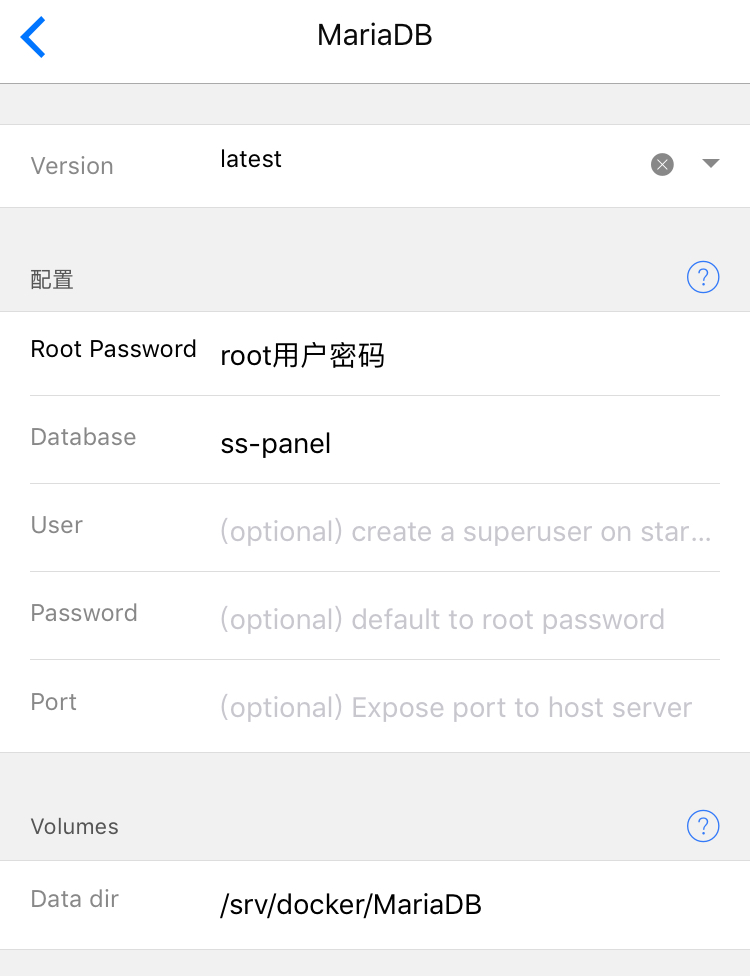 MariaDB
Version latest
配置 ?
Root Password root用户密码
Database ss-panel
User (optional) create a superuser on star...
Password (optional) default to root password
Port (optional) Expose port to host server
Volumes ?
Data dir /srv/docker/MariaDB